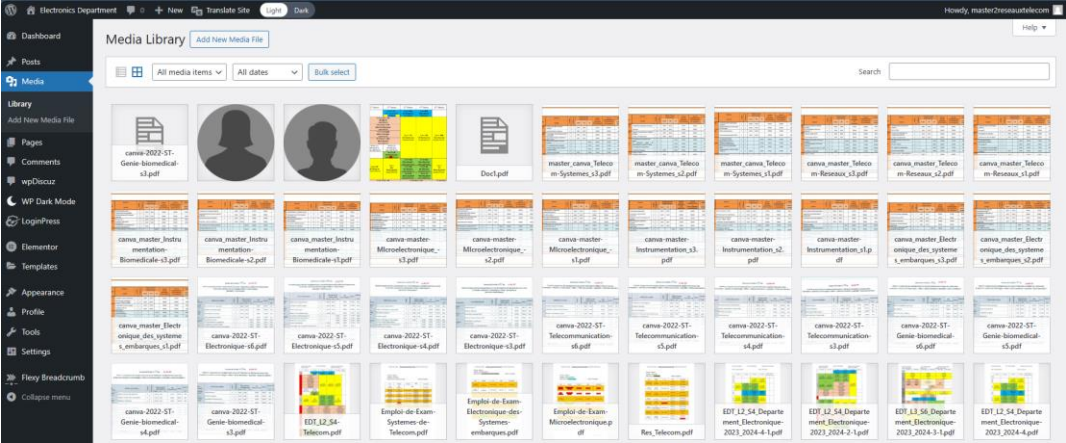 Electronics Department 0 + New Translate Site Light Dark Howdy, master2reseauxtelecom
Dashboard
Posts
Media
Library
Add New Media File
Pages
Comments
wpDiscuz
WP Dark Mode
LoginPress
Elementor
Templates
Appearance
Profile
Tools
Settings
Flexy Breadcrumb
Collapse menu
Media Library Add New Media File
Help
All media items All dates Bulk select Search
canva-2022-ST-
Genie-biomedical-
s3.pdf
Doc1.pdf
master_canva_Teleco
m-Systemes_s3.pdf
master_canva_Teleco
m-Systemes_s2.pdf
master_canva_Teleco
m-Systemes_s1.pdf
master_canva_Teleco
m-Reseaux_s3.pdf
master_canva_Teleco
m-Reseaux_s2.pdf
master_canva_Teleco
m-Reseaux_s1.pdf
canva_master_Instru
mentation-
Biomedicale-s3.pdf
canva_master_Instru
mentation-
Biomedicale-s2.pdf
canva_master_Instru
mentation-
Biomedicale-s1.pdf
canva-master-
MIcroelectronique_-
s3.pdf
canva-master-
MIcroelectronique_-
s2.pdf
canva-master-
MIcroelectronique_-
s1.pdf
canva-master-
Instrumentation_s3.
pdf
canva-master-
Instrumentation_s2.
pdf
canva-master-
Instrumentation_s1.p
df
canva_master_Electr
onique_des_systeme
s_embarques_s3.pdf
canva_master_Electr
onique_des_systeme
s_embarques_s2.pdf
canva_master_Electr
onique_des_systeme
s_embarques_s1.pdf
canva-2022-ST-
Electronique-s6.pdf
canva-2022-ST-
Electronique-s5.pdf
canva-2022-ST-
Electronique-s4.pdf
canva-2022-ST-
Electronique-s3.pdf
canva-2022-ST-
Telecommunication-
s6.pdf
canva-2022-ST-
Telecommunication-
s5.pdf
canva-2022-ST-
Telecommunication-
s4.pdf
canva-2022-ST-
Telecommunication-
s3.pdf
canva-2022-ST-
Genie-biomedical-
s6.pdf
canva-2022-ST-
Genie-biomedical-
s5.pdf
canva-2022-ST-
Genie-biomedical-
s4.pdf
canva-2022-ST-
Genie-biomedical-
s3.pdf
EDT_L2_S4-
Telecom.pdf
Emploi-de-Exam-
Systemes-de-
Telecom.pdf
Emploi-de-Exam-
Electronique-des-
Systemes-
embarques.pdf
Emploi-de-Exam-
Microelectronique.p
df
Res_Telecom.pdf
EDT_L2_S4_Departe
ment_Electronique-
2023_2024-4-1.pdf
EDT_L2_S4_Departe
ment_Electronique-
2023_2024-2-1.pdf
EDT_L3_S6_Departe
ment_Electronique-
2023_2024-3-1.pdf
EDT_L2_S4_Departe
ment_Electronique-
2023_2024-2.pdf